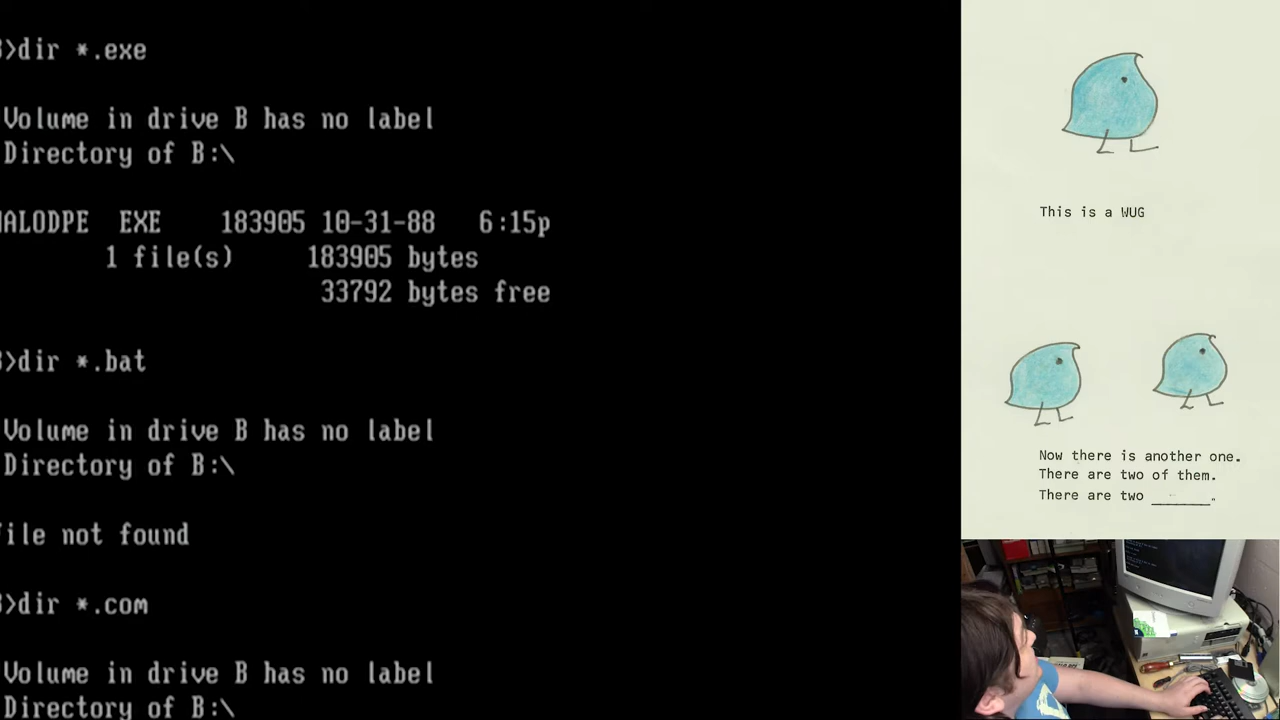 >dir *.exe
Volume in drive B has no label
Directory of B:\
ALODPE EXE 183905 10-31-88 6:15p
1 file(s) 183905 bytes
33792 bytes free
>dir *.bat
Volume in drive B has no label
Directory of B:\
ile not found
>dir *.com
Volume in drive B has no label
Directory of B:\
This is a WUG
Now there is another one.
There are two of them.
There are two ______.